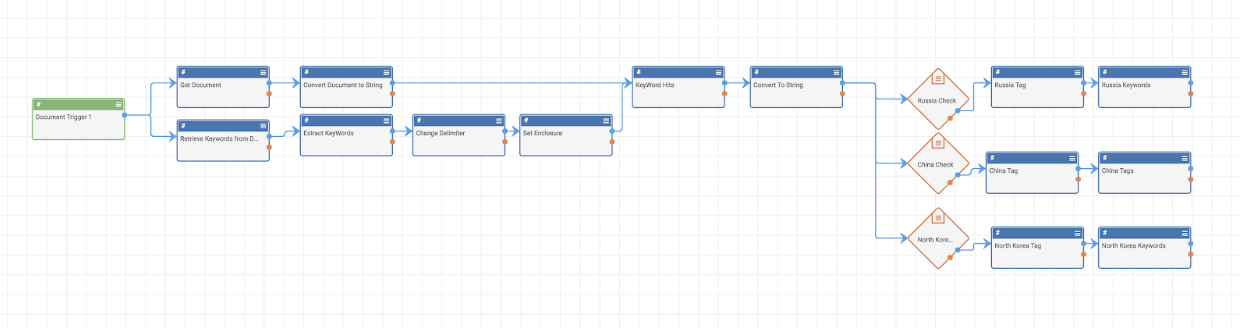 #
Document Trigger 1
#
Get Document
#
Retrieve Keywords from D...
#
Convert Document to String
#
Extract KeyWords
#
Change Delimiter
#
Set Enclosure
#
KeyWord Hits
#
Convert To String
Russia Check
#
Russia Tag
#
Russia Keywords
China Check
#
China Tag
#
China Tags
North Kore...
#
North Korea Tag
#
North Korea Keywords